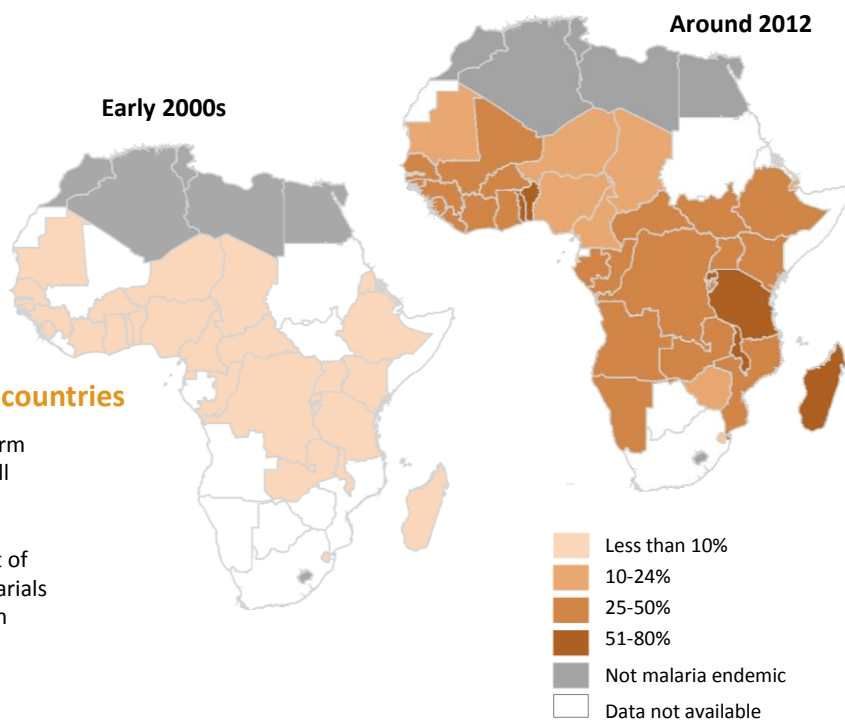 Around 2012
Early 2000s
countries
rm
ll
of
arials
Less than 10%
10-24%
25-50%
51-80%
Not malaria endemic
Data not available